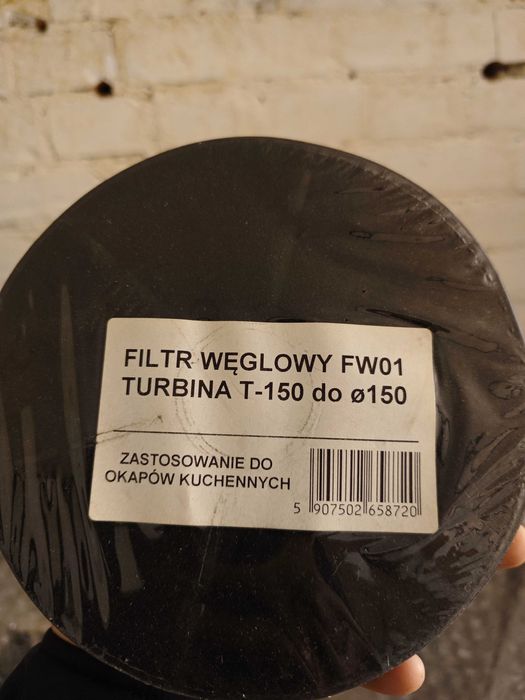 FILTR WĘGLOWY FW01
TURBINA T-150 do ø150
ZASTOSOWANIE DO
OKAPÓW KUCHENNYCH
5 907502 658720